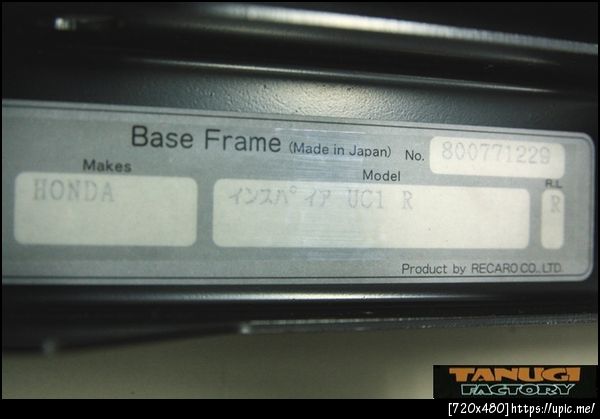 Base Frame (Made in Japan) No. 800771229
Makes Model R.L
HONDA インスパイア UC1 R R
Product by RECARO CO., LTD.
TANUGI
FACTORY
[720x480]https://upic.me/